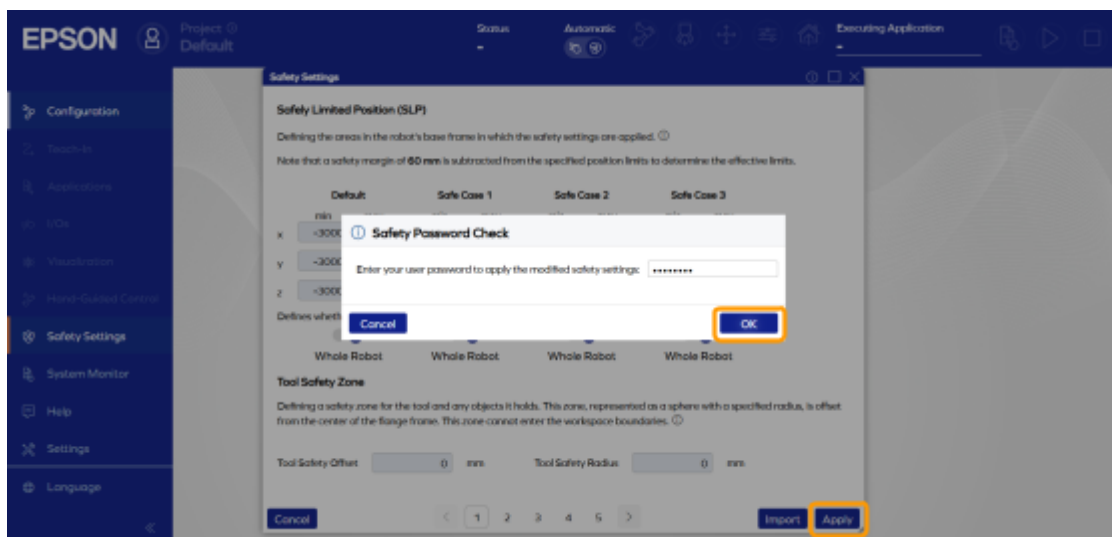 EPSON
Project
Default
Status
-
Automatic
Executing Application
-
Safety Settings
Configuration
Teach-In
Applications
I/Os
Visualization
Hand-Guided Control
Safety Settings
System Monitor
Help
Settings
Language
Safely Limited Position (SLP)
Defining the areas in the robot's base frame in which the safety settings are applied.
Note that a safety margin of 60 mm is subtracted from the specified position limits to determine the effective limits.
Default Safe Case 1 Safe Case 2 Safe Case 3
min
x -3000
y -3000
z -3000
Safety Password Check
Enter your user password to apply the modified safety settings: ••••••••
Cancel OK
Defines wheth
Whole Robot Whole Robot Whole Robot Whole Robot
Tool Safety Zone
Defining a safety zone for the tool and any objects it holds. This zone, represented as a sphere with a specified radius, is offset
from the center of the flange frame. This zone cannot enter the workspace boundaries.
Tool Safety Offset 0 mm Tool Safety Radius 0 mm
Cancel < 1 2 3 4 5 > Import Apply